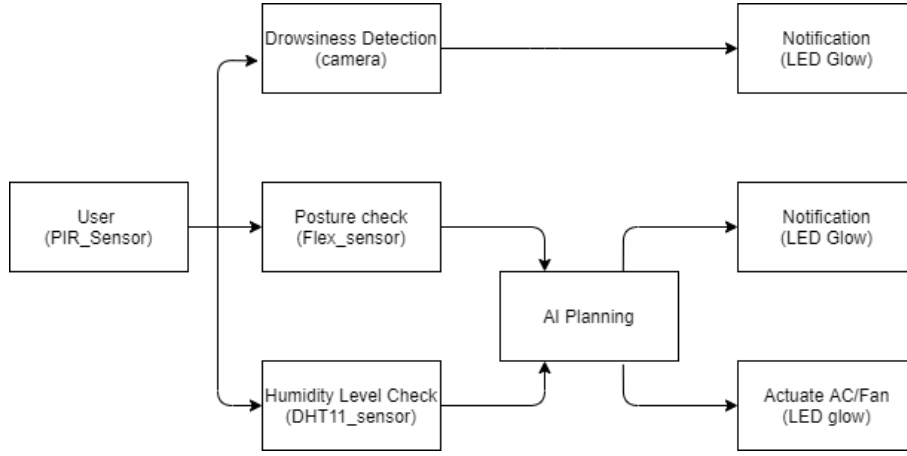 Drowsiness Detection
(camera)
Notification
(LED Glow)
User
(PIR_Sensor)
Posture check
(Flex_sensor)
Notification
(LED Glow)
AI Planning
Humidity Level Check
(DHT11_sensor)
Actuate AC/Fan
(LED glow)